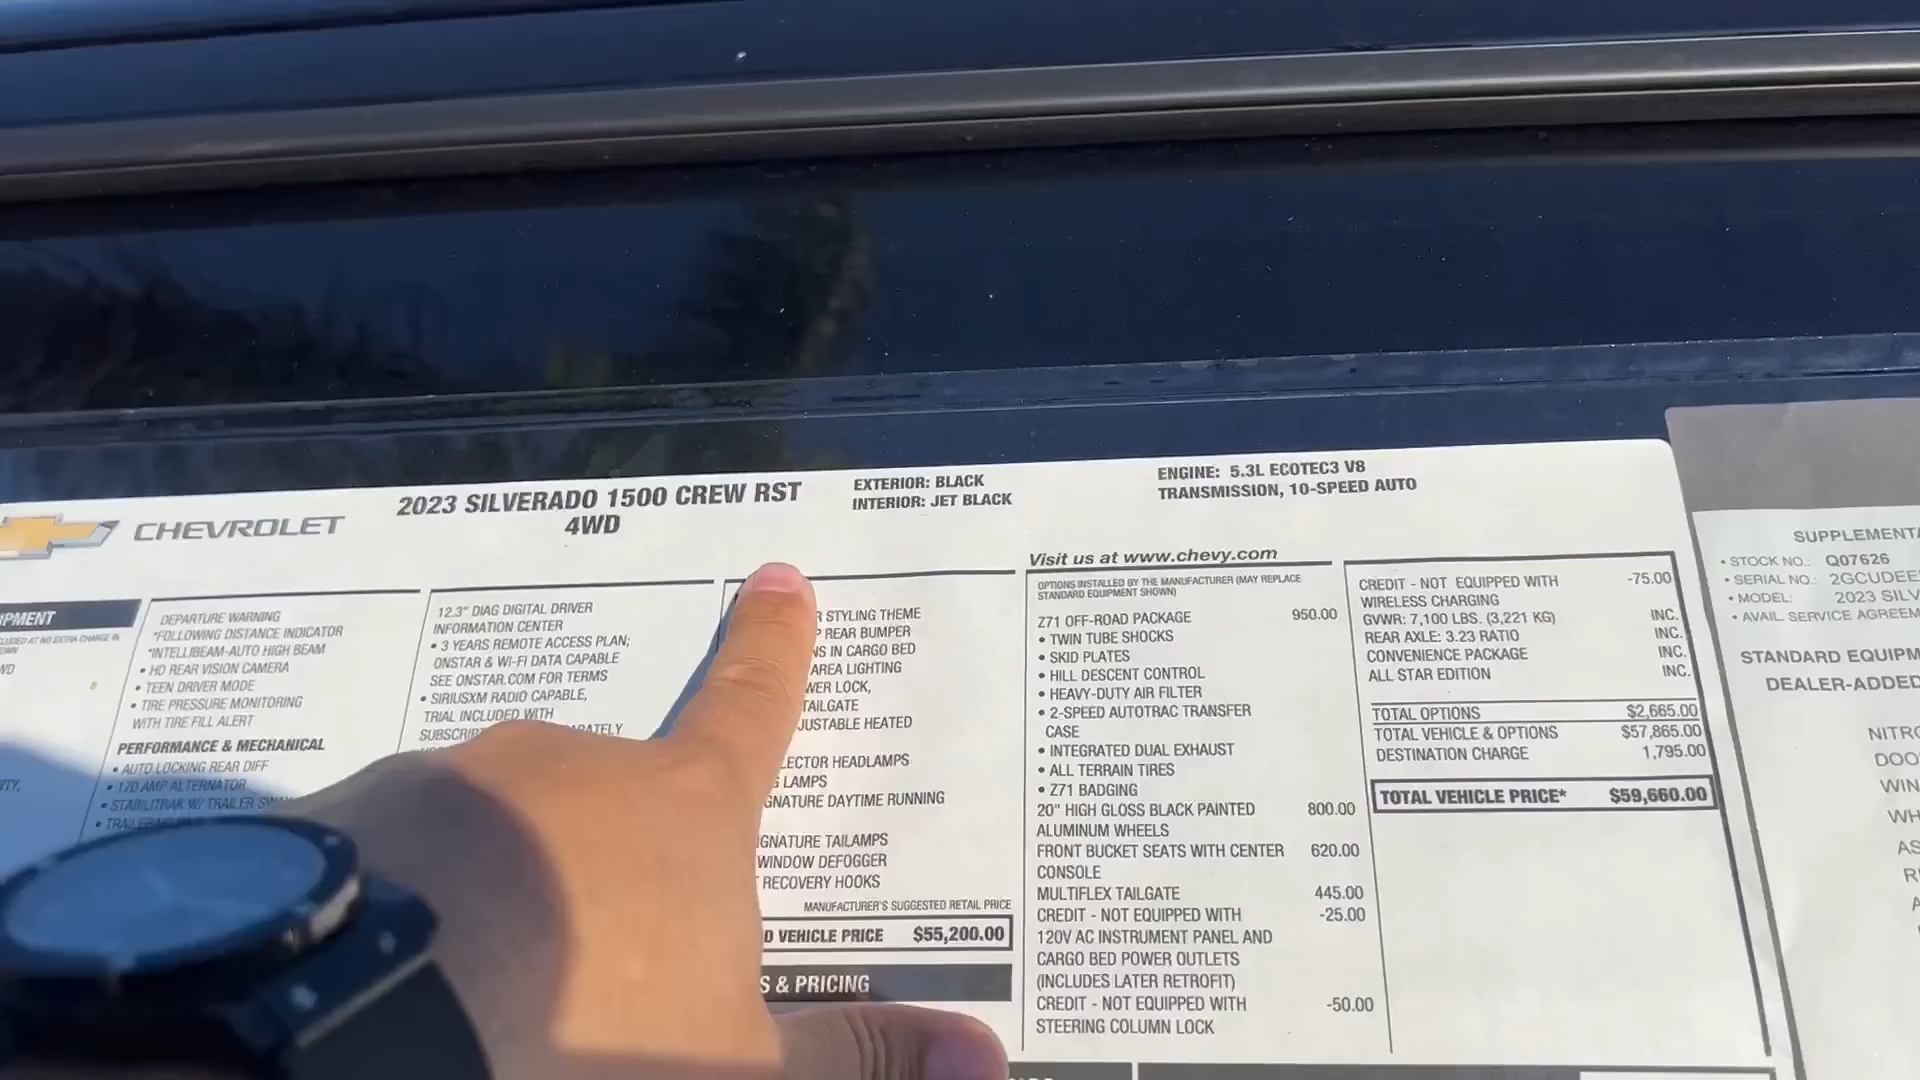 CHEVROLET
2023 SILVERADO 1500 CREW RST
4WD
EXTERIOR: BLACK
INTERIOR: JET BLACK
ENGINE: 5.3L ECOTEC3 V8
TRANSMISSION, 10-SPEED AUTO
DEPARTURE WARNING
*FOLLOWING DISTANCE INDICATOR
*INTELLIBEAM-AUTO HIGH BEAM
• HD REAR VISION CAMERA
• TEEN DRIVER MODE
• TIRE PRESSURE MONITORING
WITH TIRE FILL ALERT
PERFORMANCE & MECHANICAL
• AUTO LOCKING REAR DIFF
• 170 AMP ALTERNATOR
• STABILITRAK W/ TRAILER
12.3" DIAG DIGITAL DRIVER
INFORMATION CENTER
• 3 YEARS REMOTE ACCESS PLAN;
ONSTAR & WI-FI DATA CAPABLE
SEE ONSTAR.COM FOR TERMS
• SIRIUSXM RADIO CAPABLE,
TRIAL INCLUDED WITH
STYLING THEME
REAR BUMPER
IN CARGO BED
AREA LIGHTING
LOCK,
TAILGATE
HEATED
HEADLAMPS
LAMPS
DAYTIME RUNNING
TAILAMPS
WINDOW DEFOGGER
RECOVERY HOOKS
MANUFACTURER'S SUGGESTED RETAIL PRICE
VEHICLE PRICE $55,200.00
& PRICING
Visit us at www.chevy.com
OPTIONS INSTALLED BY THE MANUFACTURER (MAY REPLACE
STANDARD EQUIPMENT SHOWN)
Z71 OFF-ROAD PACKAGE 950.00
• TWIN TUBE SHOCKS
• SKID PLATES
• HILL DESCENT CONTROL
• HEAVY-DUTY AIR FILTER
• 2-SPEED AUTOTRAC TRANSFER
CASE
• INTEGRATED DUAL EXHAUST
• ALL TERRAIN TIRES
• Z71 BADGING
20" HIGH GLOSS BLACK PAINTED 800.00
ALUMINUM WHEELS
FRONT BUCKET SEATS WITH CENTER 620.00
CONSOLE
MULTIFLEX TAILGATE 445.00
CREDIT - NOT EQUIPPED WITH -25.00
120V AC INSTRUMENT PANEL AND
CARGO BED POWER OUTLETS
(INCLUDES LATER RETROFIT)
CREDIT - NOT EQUIPPED WITH -50.00
STEERING COLUMN LOCK
CREDIT - NOT EQUIPPED WITH -75.00
WIRELESS CHARGING
GVWR: 7,100 LBS. (3,221 KG) INC.
REAR AXLE: 3.23 RATIO INC.
CONVENIENCE PACKAGE INC.
ALL STAR EDITION INC.
TOTAL OPTIONS $2,665.00
TOTAL VEHICLE & OPTIONS $57,865.00
DESTINATION CHARGE 1,795.00
TOTAL VEHICLE PRICE* $59,660.00
• STOCK NO.: Q07626
• SERIAL NO.: 2GCUDEE
• MODEL: 2023 SILV
• AVAIL. SERVICE AGREEM
STANDARD EQUIPM
DEALER-ADDED